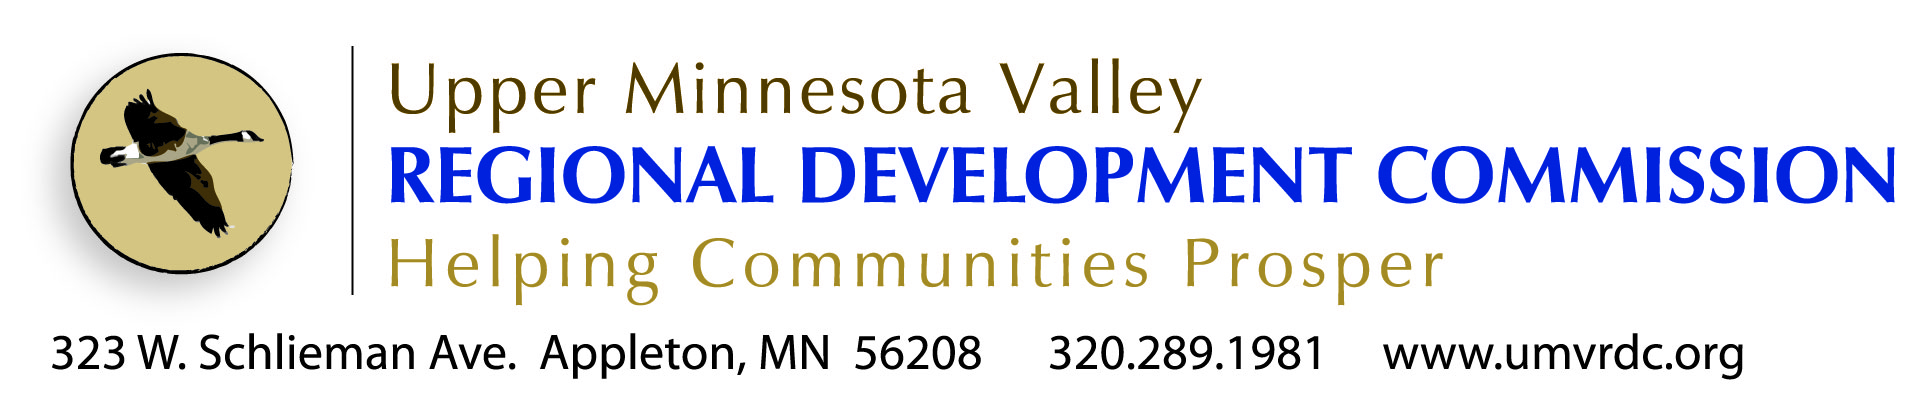 Upper Minnesota Valley
REGIONAL DEVELOPMENT COMMISSION
Helping Communities Prosper
323 W. Schlieman Ave.  Appleton, MN  56208     320.289.1981     www.umvrdc.org